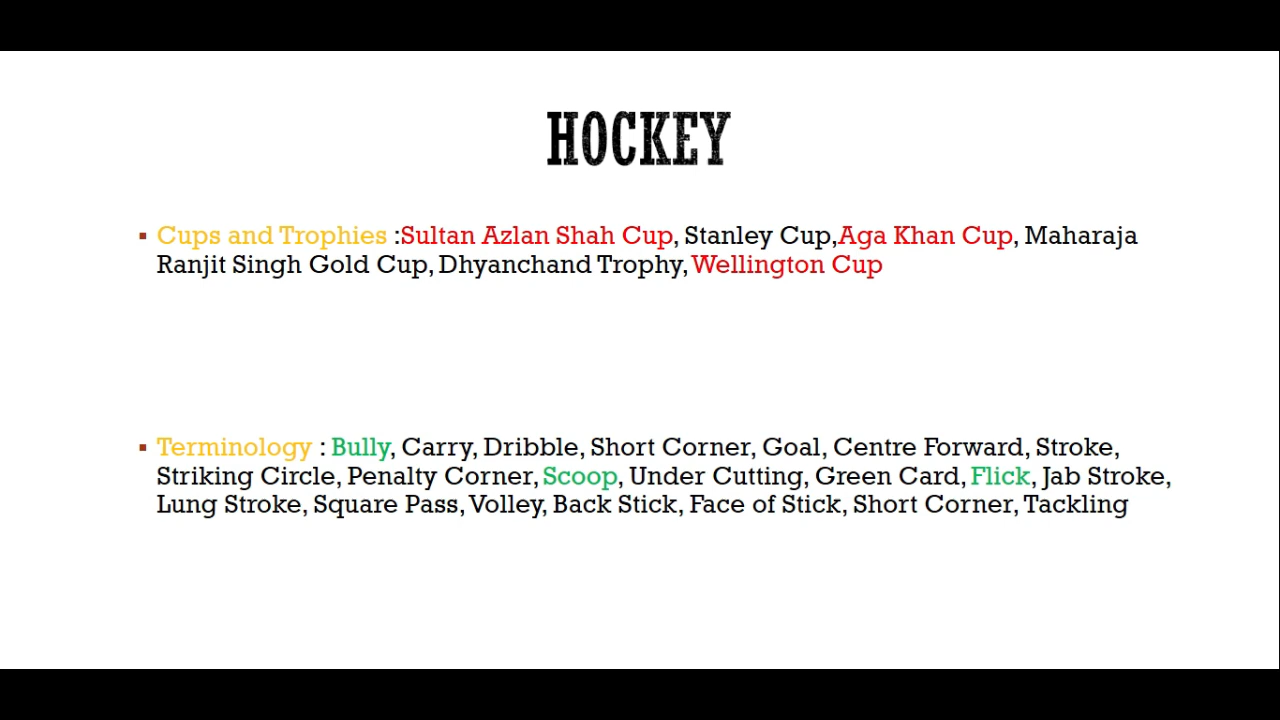 HOCKEY
▪ Cups and Trophies :Sultan Azlan Shah Cup, Stanley Cup,Aga Khan Cup, Maharaja
Ranjit Singh Gold Cup, Dhyanchand Trophy,Wellington Cup
▪ Terminology : Bully, Carry, Dribble, Short Corner, Goal, Centre Forward, Stroke,
Striking Circle, Penalty Corner, Scoop, Under Cutting, Green Card, Flick, Jab Stroke,
Lung Stroke, Square Pass, Volley, Back Stick, Face of Stick, Short Corner, Tackling